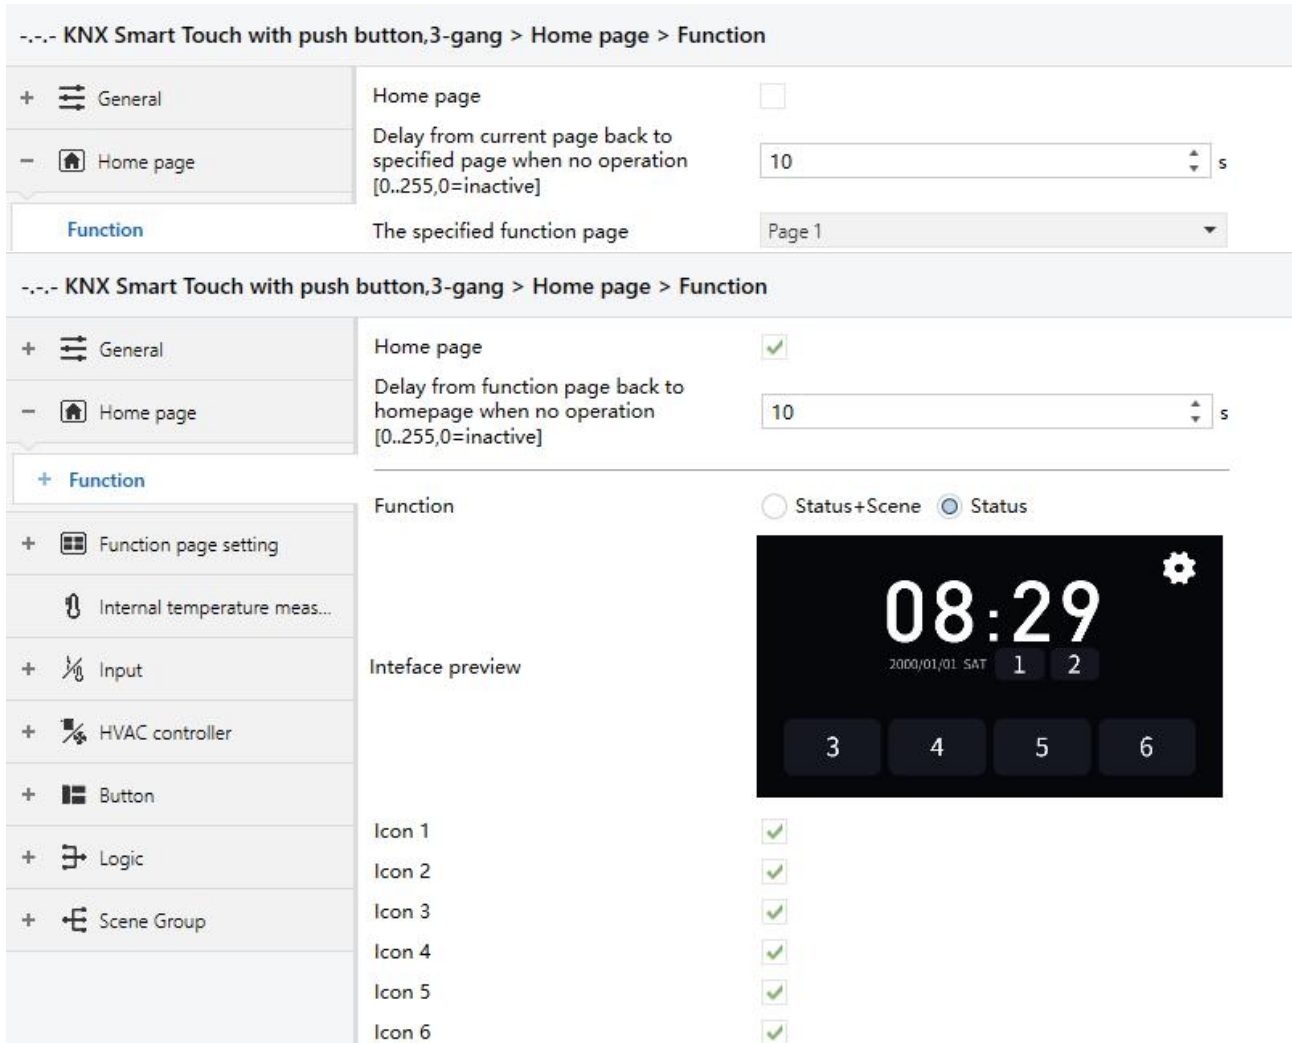 -.-.- KNX Smart Touch with push button,3-gang > Home page > Function
+ General
Home page
Delay from current page back to
specified page when no operation
[0..255,0=inactive]
10
s
- Home page
Function
The specified function page
Page 1
-.-.- KNX Smart Touch with push button,3-gang > Home page > Function
+ General
Home page
Delay from function page back to
homepage when no operation
[0..255,0=inactive]
10
s
- Home page
+ Function
Function
Status+Scene
Status
+ Function page setting
Internal temperature meas...
+ Input
+ HVAC controller
+ Button
+ Logic
+ Scene Group
Inteface preview
08:29
2000/01/01 SAT 1 2
3 4 5 6
Icon 1
Icon 2
Icon 3
Icon 4
Icon 5
Icon 6